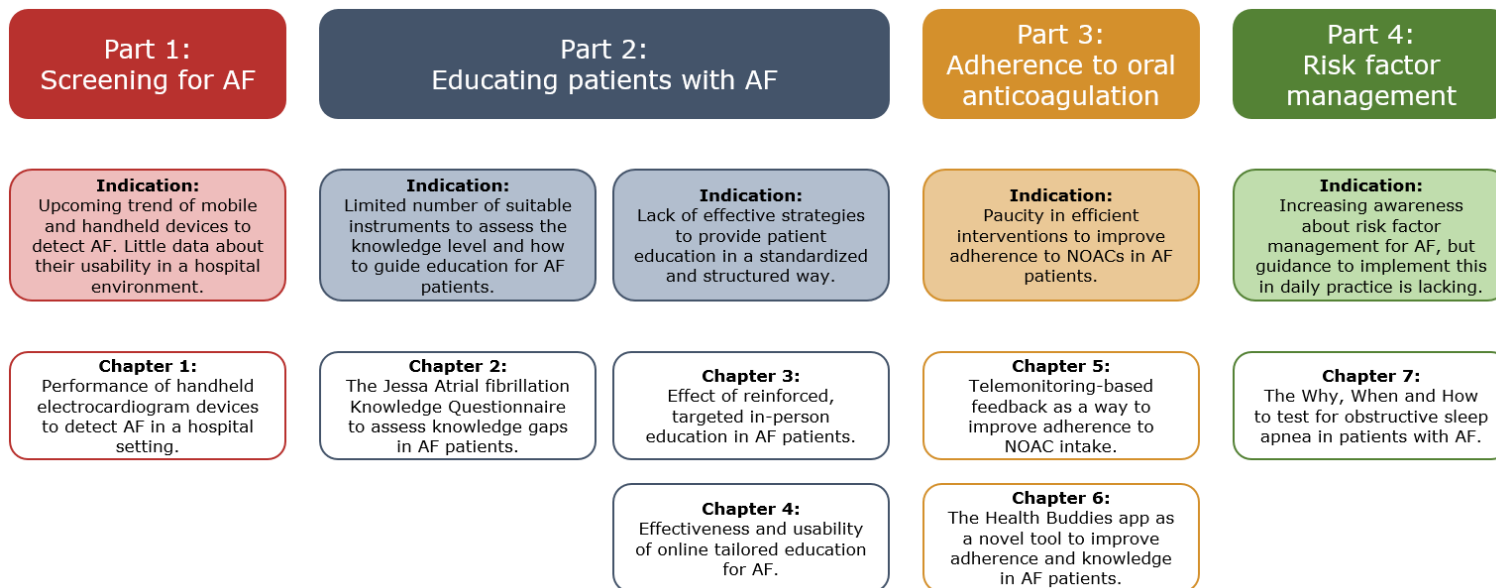 Part 1:
Screening for AF
Part 2:
Educating patients with AF
Part 3:
Adherence to oral
anticoagulation
Part 4:
Risk factor
management
Indication:
Upcoming trend of mobile
and handheld devices to
detect AF. Little data about
their usability in a hospital
environment.
Indication:
Limited number of suitable
instruments to assess the
knowledge level and how
to guide education for AF
patients.
Indication:
Lack of effective strategies
to provide patient
education in a standardized
and structured way.
Indication:
Paucity in efficient
interventions to improve
adherence to NOACs in AF
patients.
Indication:
Increasing awareness
about risk factor
management for AF, but
guidance to implement this
in daily practice is lacking.
Chapter 1:
Performance of handheld
electrocardiogram devices
to detect AF in a hospital
setting.
Chapter 2:
The Jessa Atrial fibrillation
Knowledge Questionnaire
to assess knowledge gaps
in AF patients.
Chapter 3:
Effect of reinforced,
targeted in-person
education in AF patients.
Chapter 5:
Telemonitoring-based
feedback as a way to
improve adherence to
NOAC intake.
Chapter 7:
The Why, When and How
to test for obstructive sleep
apnea in patients with AF.
Chapter 4:
Effectiveness and usability
of online tailored education
for AF.
Chapter 6:
The Health Buddies app as
a novel tool to improve
adherence and knowledge
in AF patients.